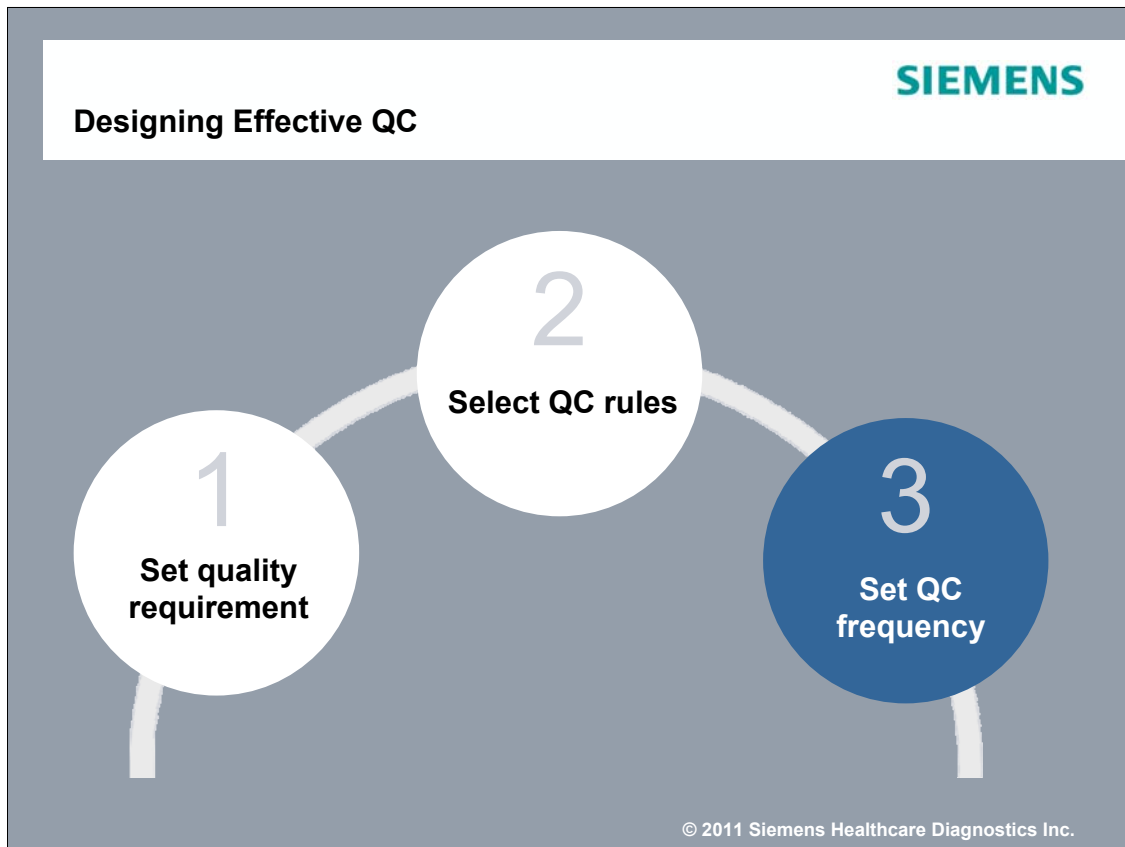 SIEMENS
Designing Effective QC
1
Set quality
requirement
2
Select QC rules
3
Set QC
frequency
© 2011 Siemens Healthcare Diagnostics Inc.